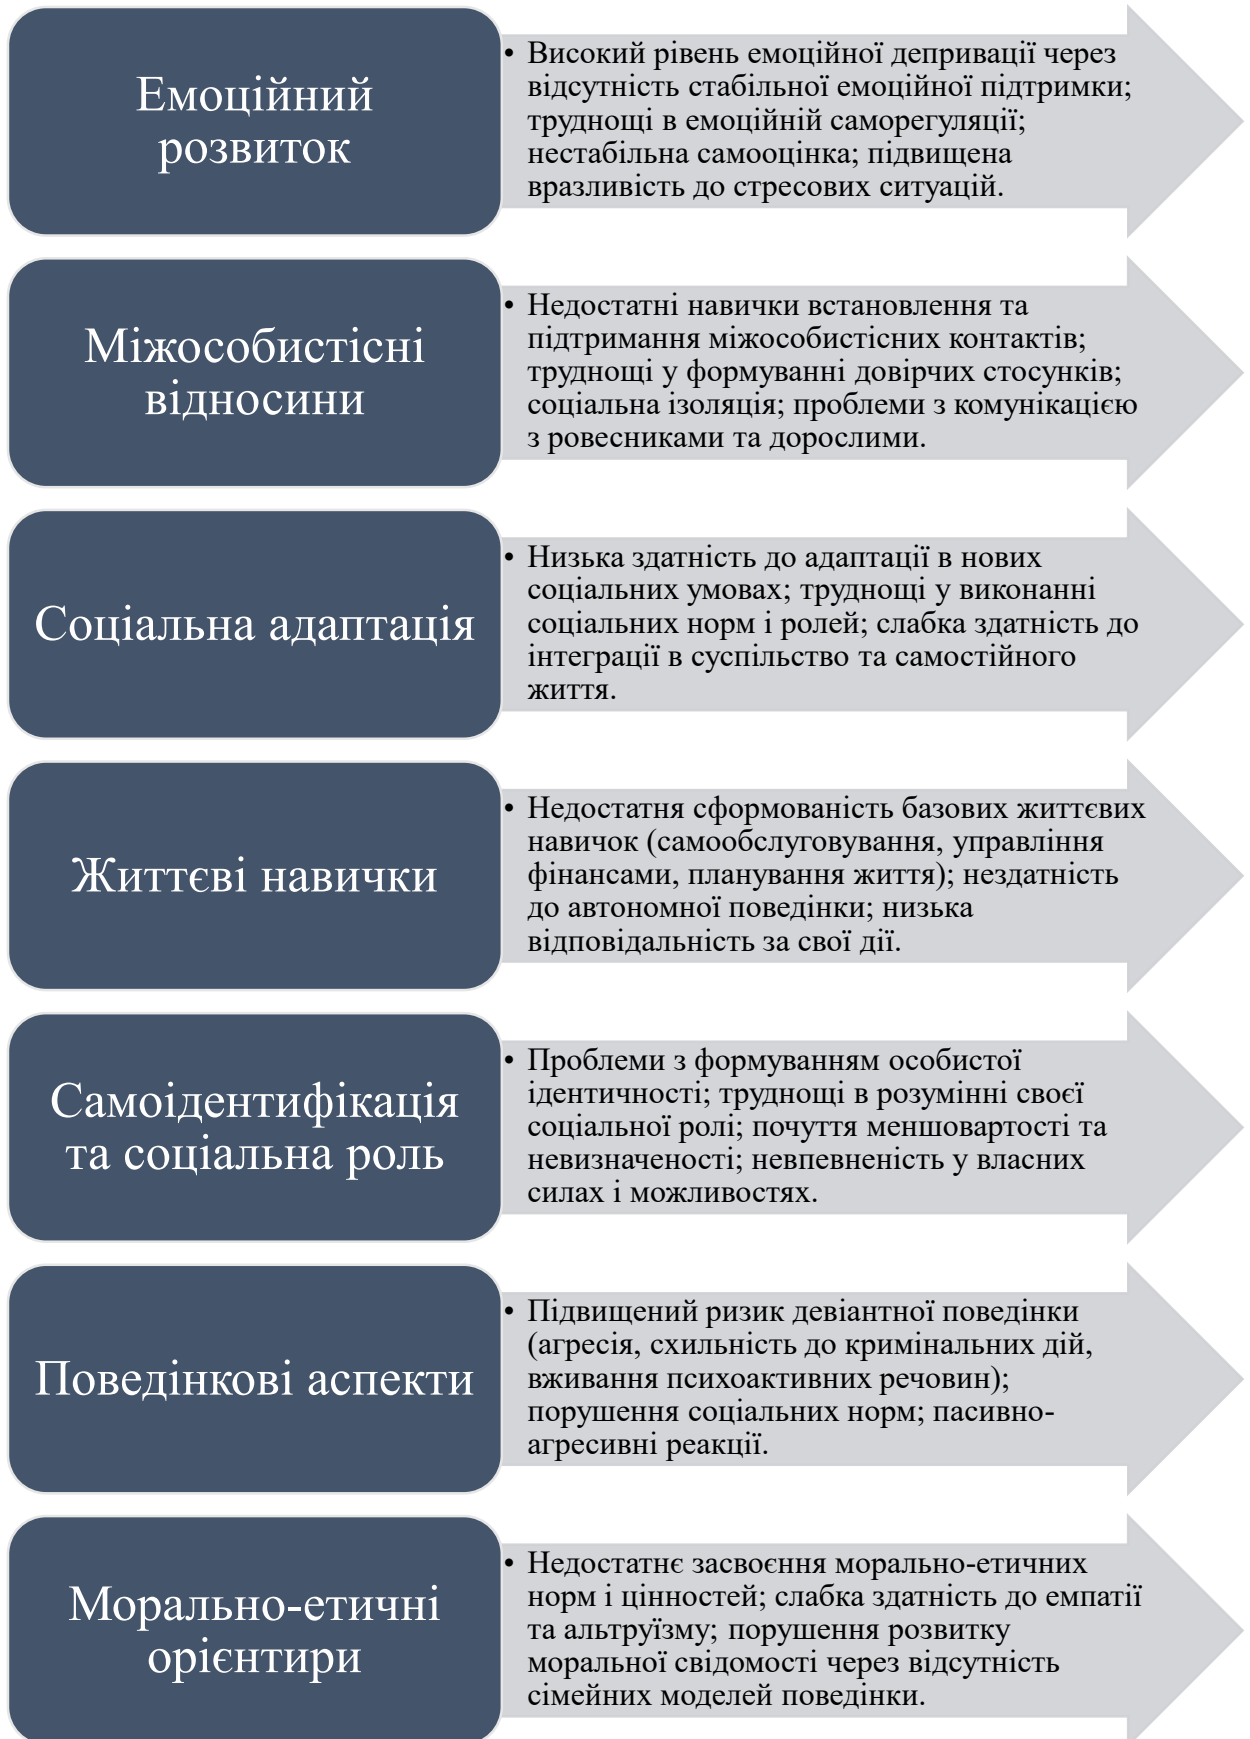 Емоційний
розвиток
• Високий рівень емоційної депривації через
відсутність стабільної емоційної підтримки;
труднощі в емоційній саморегуляції;
нестабільна самооцінка; підвищена
вразливість до стресових ситуацій.
Міжособистісні
відносини
• Недостатні навички встановлення та
підтримання міжособистісних контактів;
труднощі у формуванні довірчих стосунків;
соціальна ізоляція; проблеми з комунікацією
з ровесниками та дорослими.
Соціальна адаптація
• Низька здатність до адаптації в нових
соціальних умовах; труднощі у виконанні
соціальних норм і ролей; слабка здатність до
інтеграції в суспільство та самостійного
життя.
Життєві навички
• Недостатня сформованість базових життєвих
навичок (самообслуговування, управління
фінансами, планування життя); нездатність
до автономної поведінки; низька
відповідальність за свої дії.
Самоідентифікація
та соціальна роль
• Проблеми з формуванням особистої
ідентичності; труднощі в розумінні своєї
соціальної ролі; почуття меншовартості та
невизначеності; невпевненість у власних
силах і можливостях.
Поведінкові аспекти
• Підвищений ризик девіантної поведінки
(агресія, схильність до кримінальних дій,
вживання психоактивних речовин);
порушення соціальних норм; пасивно-
агресивні реакції.
Морально-етичні
орієнтири
• Недостатнє засвоєння морально-етичних
норм і цінностей; слабка здатність до емпатії
та альтруїзму; порушення розвитку
моральної свідомості через відсутність
сімейних моделей поведінки.